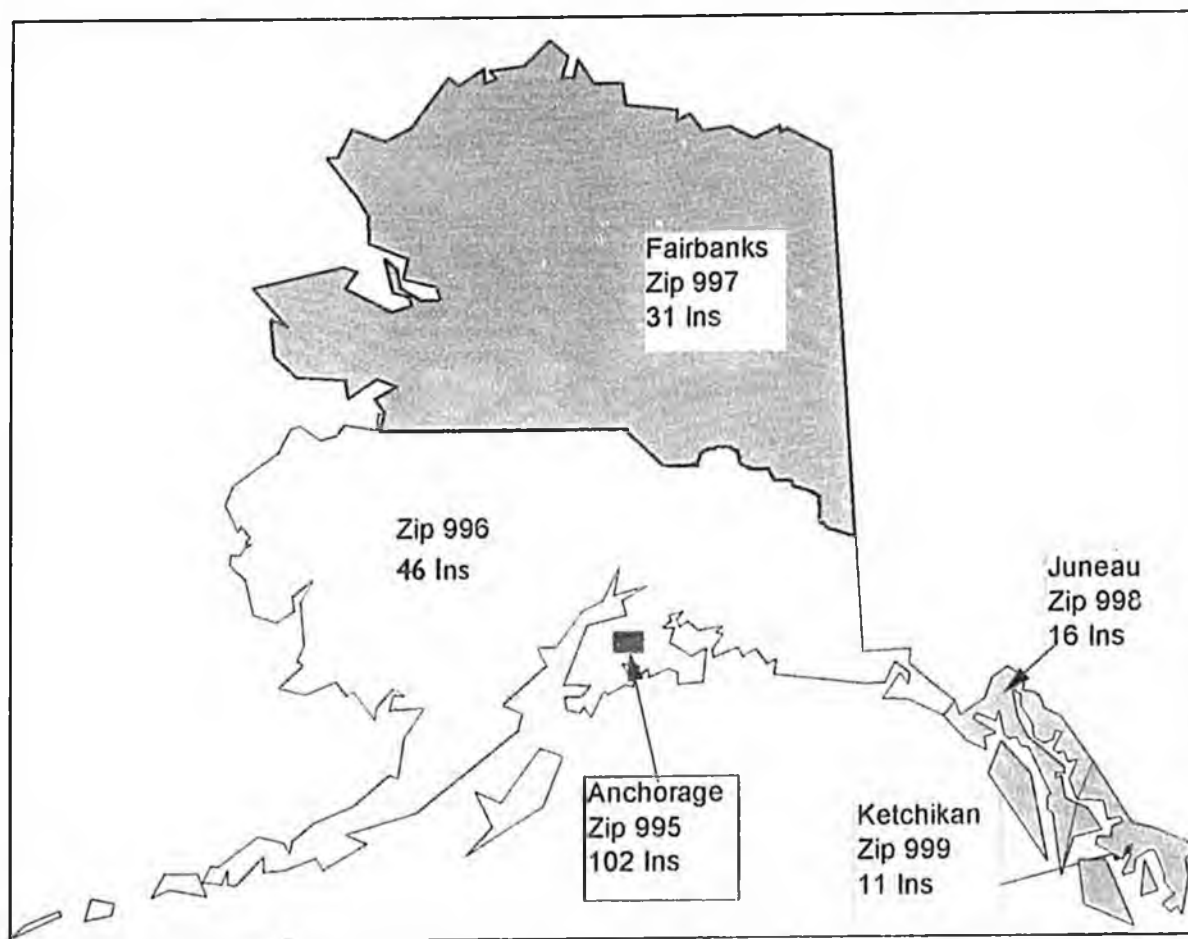 Fairbanks
Zip 997
31 Ins
Zip 996
46 Ins
Juneau
Zip 998
16 Ins
Anchorage
Zip 995
102 Ins
Ketchikan
Zip 999
11 Ins